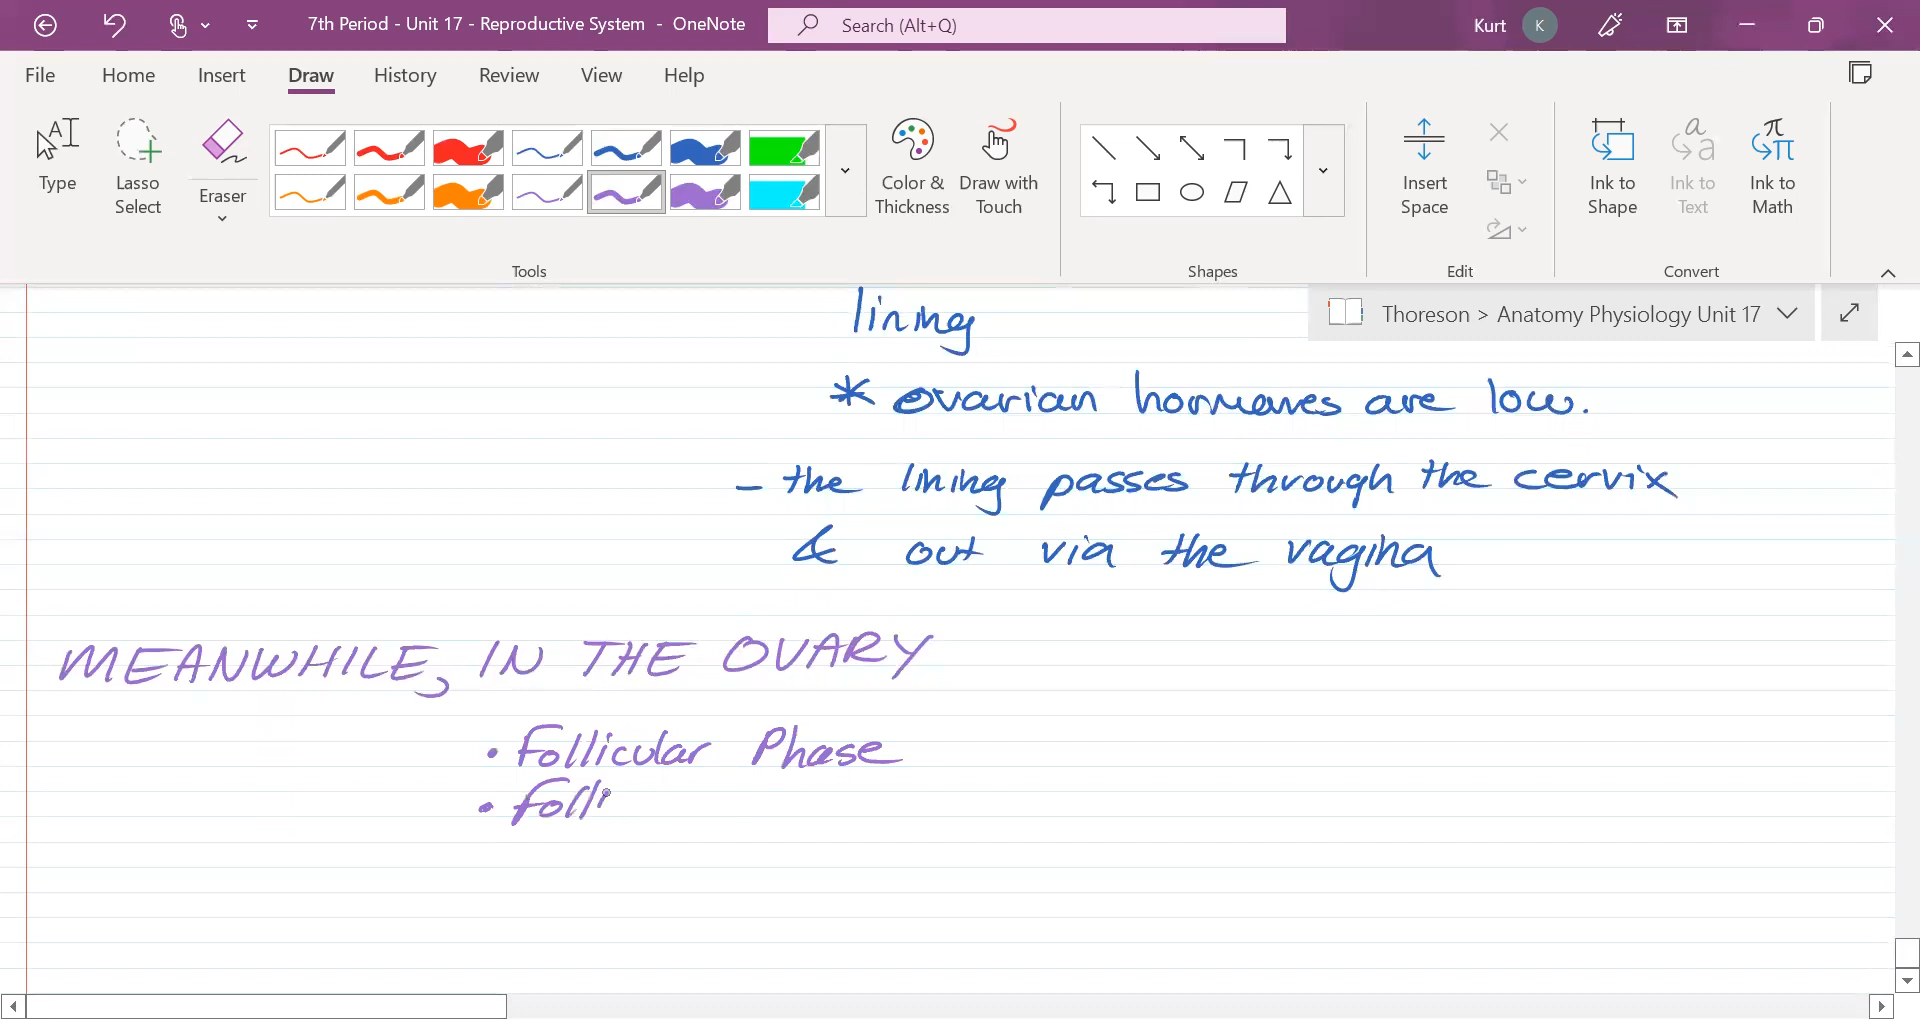 7th Period - Unit 17 - Reproductive System - OneNote
Search (Alt+Q)
Kurt
K
File
Home
Insert
Draw
History
Review
View
Help
Type
Lasso
Select
Eraser
Color &
Thickness
Draw with
Touch
Insert
Space
Ink to
Shape
Ink to
Text
Ink to
Math
Tools
Shapes
Edit
Convert
Thoreson > Anatomy Physiology Unit 17
lining
* ovarian hormones are low.
- the lining passes through the cervix
& out via the vagina
MEANWHILE, IN THE OVARY
• Follicular Phase
• Folli